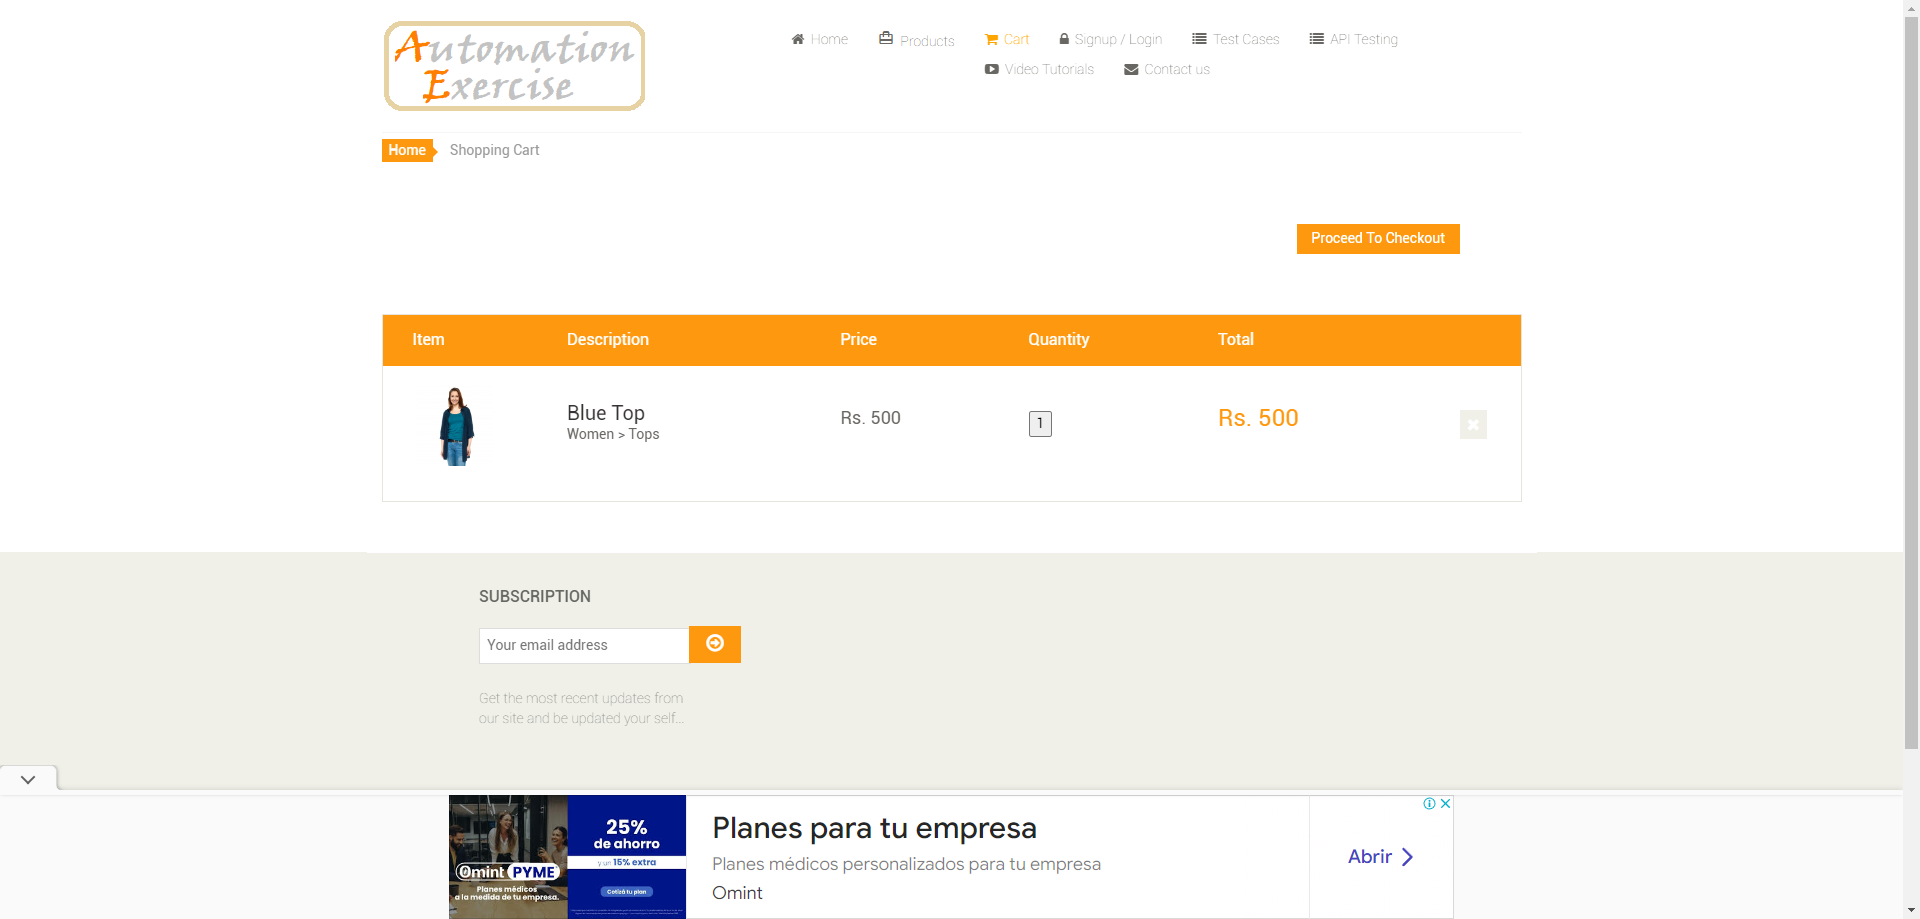 Automation
Exercise
Home
Products
Cart
Signup / Login
Test Cases
API Testing
Video Tutorials
Contact us
Home
Shopping Cart
Proceed To Checkout
Item Description Price Quantity Total
Blue Top
Women > Tops
Rs. 500
1
Rs. 500
SUBSCRIPTION
Your email address
Get the most recent updates from
our site and be updated your self...
Omint PYME
Planes médicos
a la medida de tu empresa.
25%
de ahorro
y un 15% extra
Cotizá tu plan
Planes para tu empresa
Planes médicos personalizados para tu empresa
Omint
Abrir